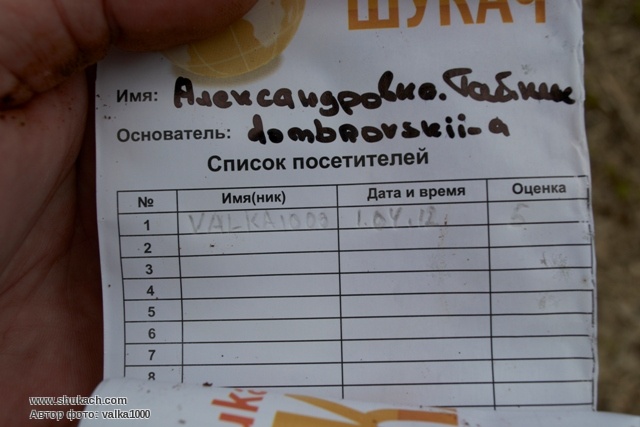 ШУКАЧ
Имя: Александровка.
Основатель: dombrovskii-a
Список посетителей
№ Имя(ник) Дата и время Оценка
1 VALKA1000 1.04.12. 5
2
3
4
5
6
7
8
www.shukach.com
Автор фото: valka1000